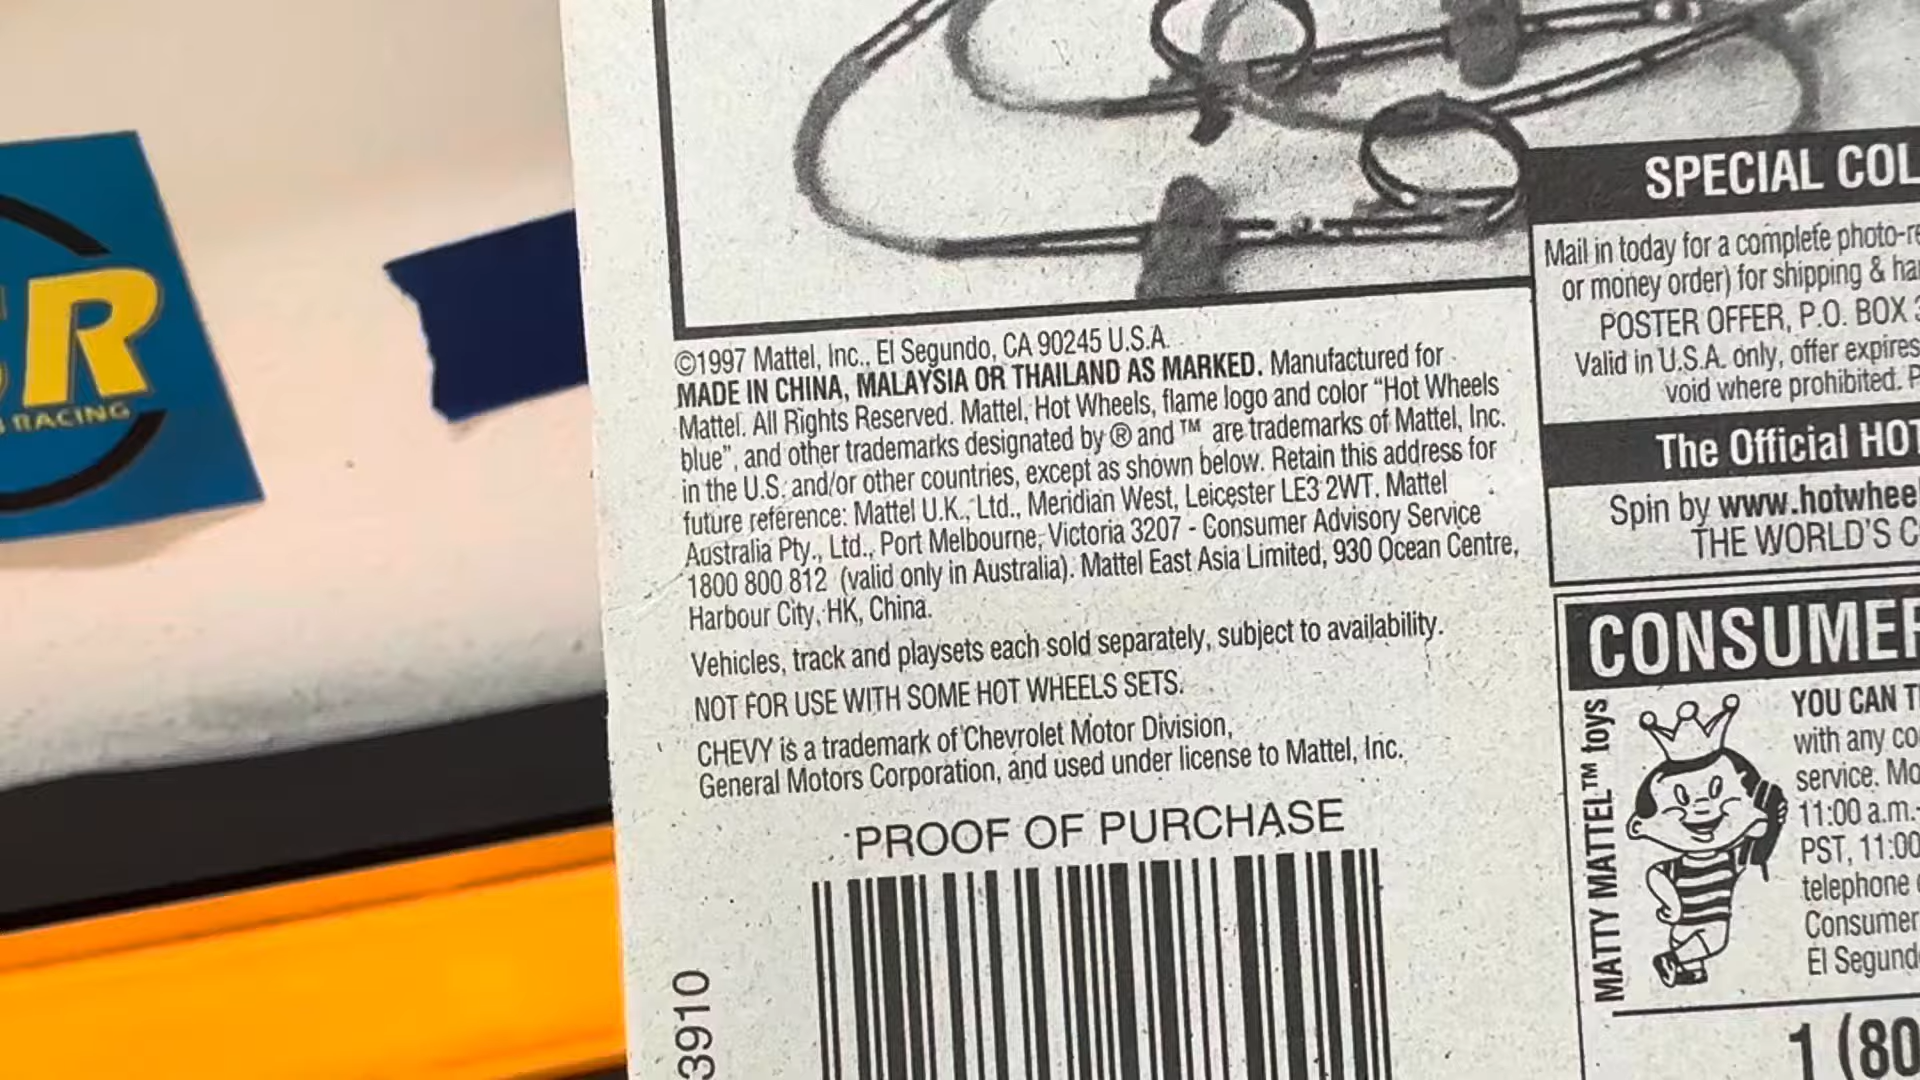 R
RACING
©1997 Mattel, Inc., El Segundo, CA 90245 U.S.A.
MADE IN CHINA, MALAYSIA OR THAILAND AS MARKED. Manufactured for
Mattel. All Rights Reserved. Mattel, Hot Wheels, flame logo and color “Hot Wheels
blue”, and other trademarks designated by ® and ™ are trademarks of Mattel, Inc.
in the U.S. and/or other countries, except as shown below. Retain this address for
future reference: Mattel U.K., Ltd., Meridian West, Leicester LE3 2WT. Mattel
Australia Pty., Ltd., Port Melbourne, Victoria 3207 - Consumer Advisory Service
1800 800 812 (valid only in Australia). Mattel East Asia Limited, 930 Ocean Centre,
Harbour City, HK, China.
Vehicles, track and playsets each sold separately, subject to availability.
NOT FOR USE WITH SOME HOT WHEELS SETS.
CHEVY is a trademark of Chevrolet Motor Division,
General Motors Corporation, and used under license to Mattel, Inc.
PROOF OF PURCHASE
3910
SPECIAL COL
Mail in today for a complete photo-re
or money order) for shipping & ha
POSTER OFFER, P.O. BOX 3
Valid in U.S.A. only, offer expires
void where prohibited. P
The Official HOT
Spin by www.hotwheel
THE WORLD'S C
CONSUMER
MATTY MATTEL™ toys
YOU CAN T
with any co
service. Mo
11:00 a.m.-
PST, 11:00
telephone
Consumer
El Segundo
1 (80